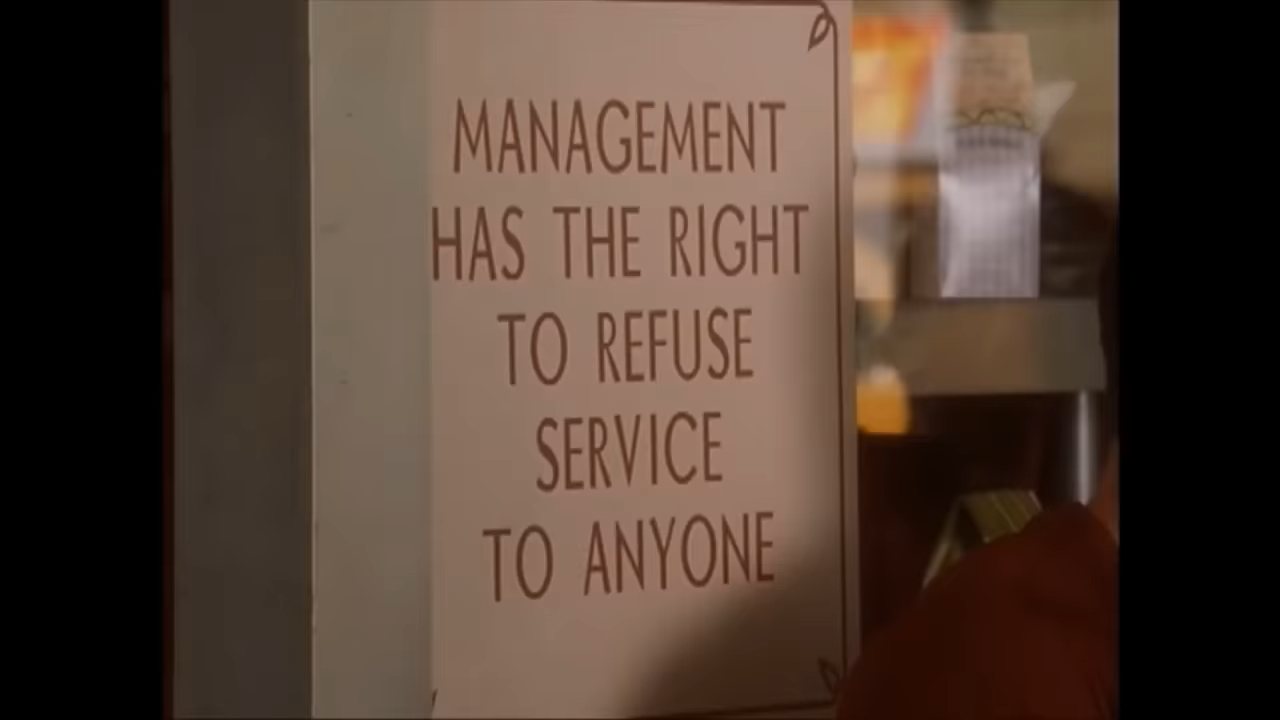 MANAGEMENT
HAS THE RIGHT
TO REFUSE
SERVICE
TO ANYONE